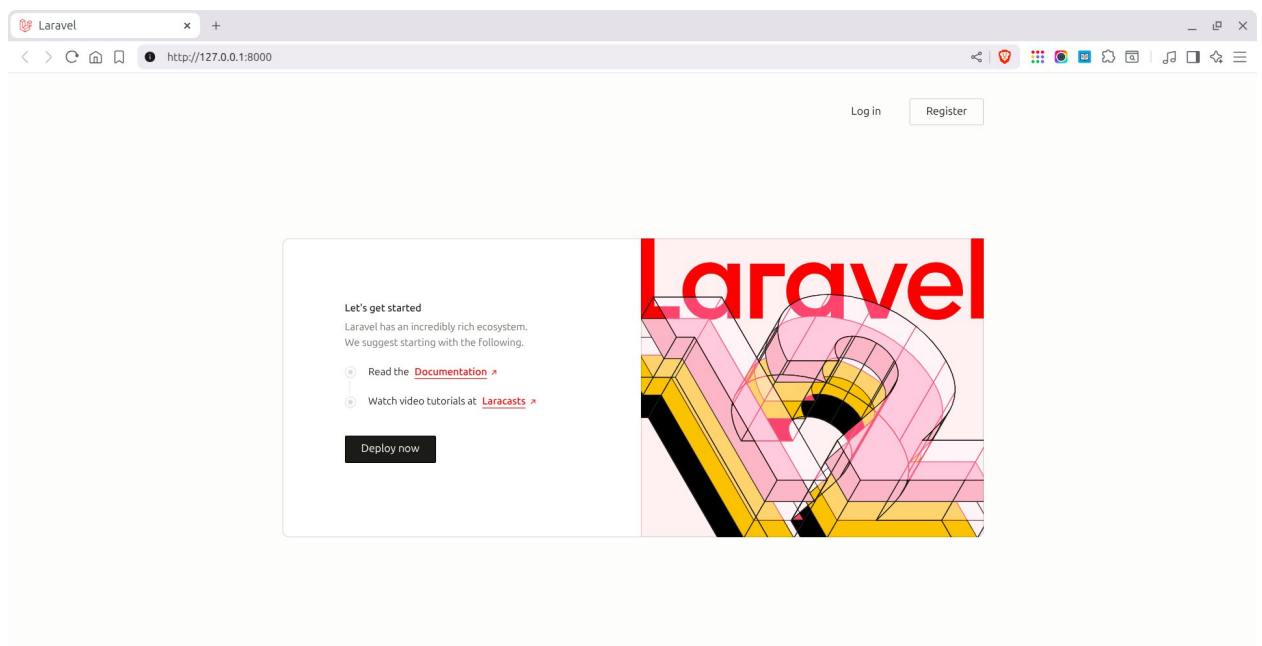 Laravel
http://127.0.0.1:8000
Log in
Register
Let's get started
Laravel has an incredibly rich ecosystem.
We suggest starting with the following.
Read the Documentation
Watch video tutorials at Laracasts
Deploy now
Laravel